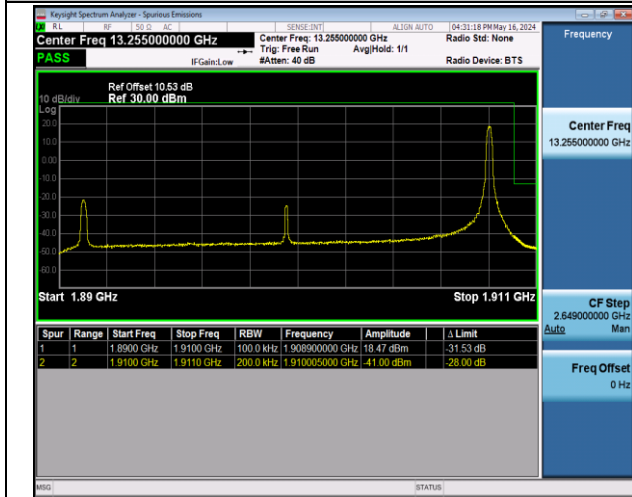 Keysight Spectrum Analyzer - Spurious Emissions
RL RF 50 Ω AC SENSE:INT ALIGN AUTO 04:31:18 PM May 16, 2024
Center Freq 13.255000000 GHz Center Freq: 13.255000000 GHz Radio Std: None Frequency
Trig: Free Run Avg|Hold: 1/1
PASS IFGain:Low #Atten: 40 dB Radio Device: BTS
Ref Offset 10.53 dB
10 dB/div Ref 30.00 dBm
Log
20.0
10.0
0.00
-10.0
-20.0
-30.0
-40.0
-50.0
-60.0
Start 1.89 GHz Stop 1.911 GHz
Center Freq
13.255000000 GHz
CF Step
2.649000000 GHz
Auto Man
Freq Offset
0 Hz
Spur Range Start Freq Stop Freq RBW Frequency Amplitude Δ Limit
1 1 1.8900 GHz 1.9100 GHz 100.0 kHz 1.908900000 GHz 18.47 dBm -31.53 dB
2 2 1.9100 GHz 1.9110 GHz 200.0 kHz 1.910005000 GHz -41.00 dBm -28.00 dB
MSG STATUS